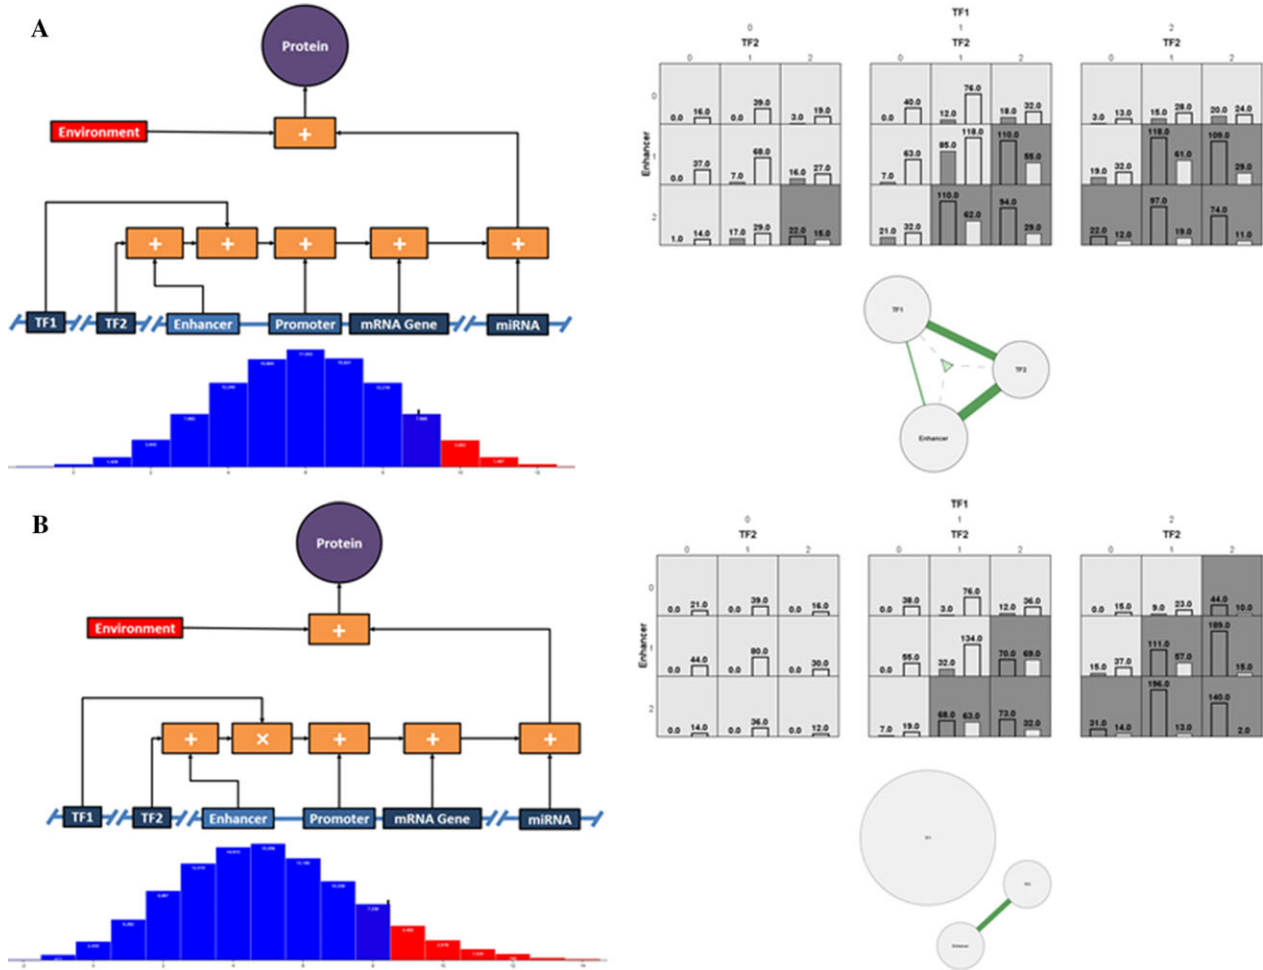 A
Protein
Environment
+
+ + + + +
TF1 TF2 Enhancer Promoter mRNA Gene miRNA
TF1
0 1 2
TF2 TF2 TF2
0 1 2 0 1 2 0 1 2
Enhancer
0
0.0 16.0 0.0 39.0 3.0 19.0 0.0 40.0 12.0 76.0 18.0 32.0 3.0 13.0 15.0 28.0 20.0 24.0
1
0.0 37.0 7.0 68.0 16.0 27.0 7.0 63.0 85.0 118.0 110.0 55.0 19.0 32.0 118.0 61.0 109.0 29.0
2
1.0 14.0 17.0 29.0 22.0 15.0 21.0 32.0 110.0 62.0 94.0 29.0 22.0 12.0 97.0 19.0 74.0 11.0
TF1
TF2
Enhancer
B
Protein
Environment
+
+ × + + +
TF1 TF2 Enhancer Promoter mRNA Gene miRNA
TF1
0 1 2
TF2 TF2 TF2
0 1 2 0 1 2 0 1 2
Enhancer
0
0.0 21.0 0.0 39.0 0.0 16.0 0.0 38.0 3.0 76.0 12.0 36.0 0.0 15.0 9.0 23.0 44.0 10.0
1
0.0 44.0 0.0 80.0 0.0 30.0 0.0 55.0 32.0 134.0 70.0 69.0 15.0 37.0 111.0 57.0 189.0 15.0
2
0.0 14.0 0.0 36.0 0.0 12.0 7.0 19.0 68.0 63.0 73.0 32.0 31.0 14.0 196.0 13.0 140.0 2.0
Enhancer